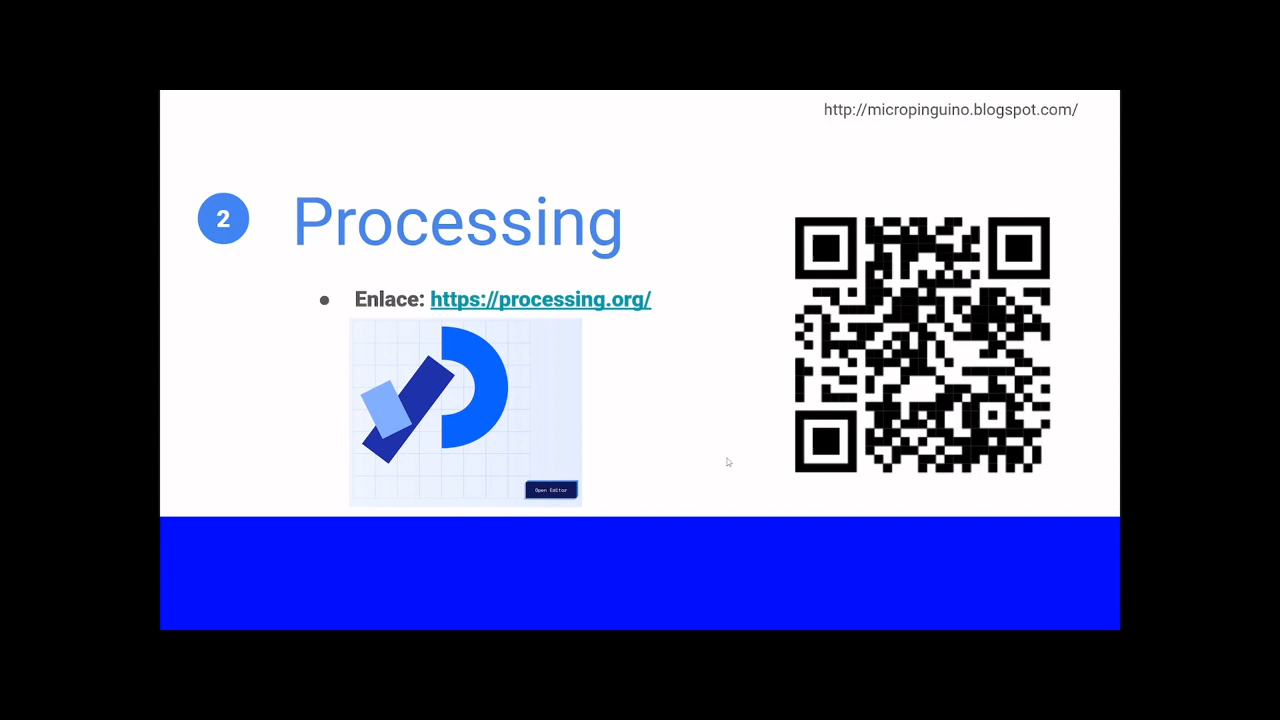 http://micropinguino.blogspot.com/
2
Processing
● Enlace: https://processing.org/
Open Editor